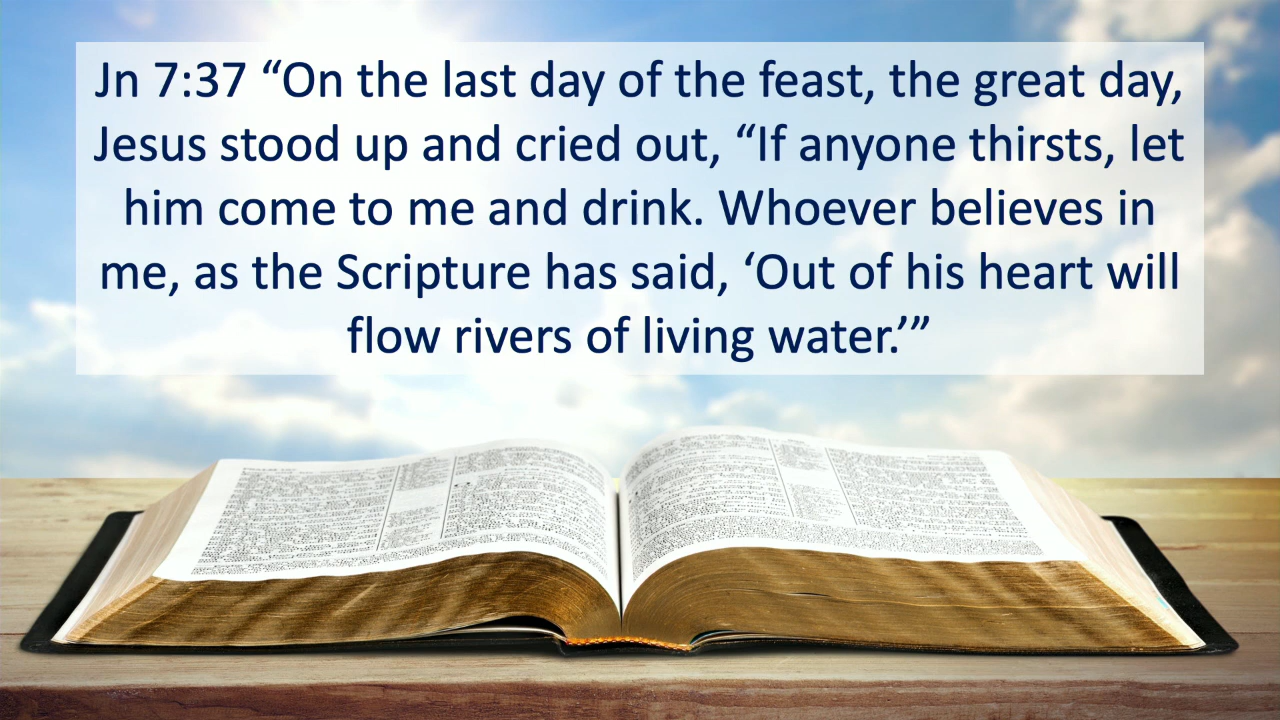 Jn 7:37 “On the last day of the feast, the great day,
Jesus stood up and cried out, “If anyone thirsts, let
him come to me and drink. Whoever believes in
me, as the Scripture has said, ‘Out of his heart will
flow rivers of living water.’”